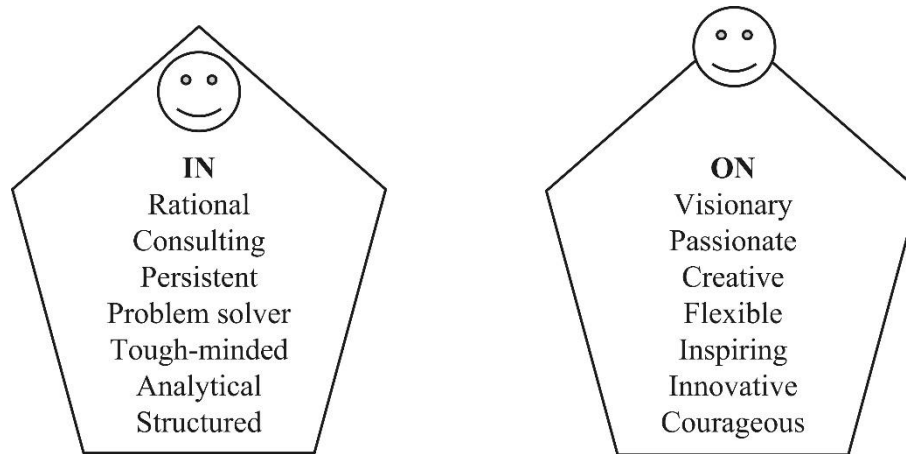 IN
Rational
Consulting
Persistent
Problem solver
Tough-minded
Analytical
Structured
ON
Visionary
Passionate
Creative
Flexible
Inspiring
Innovative
Courageous